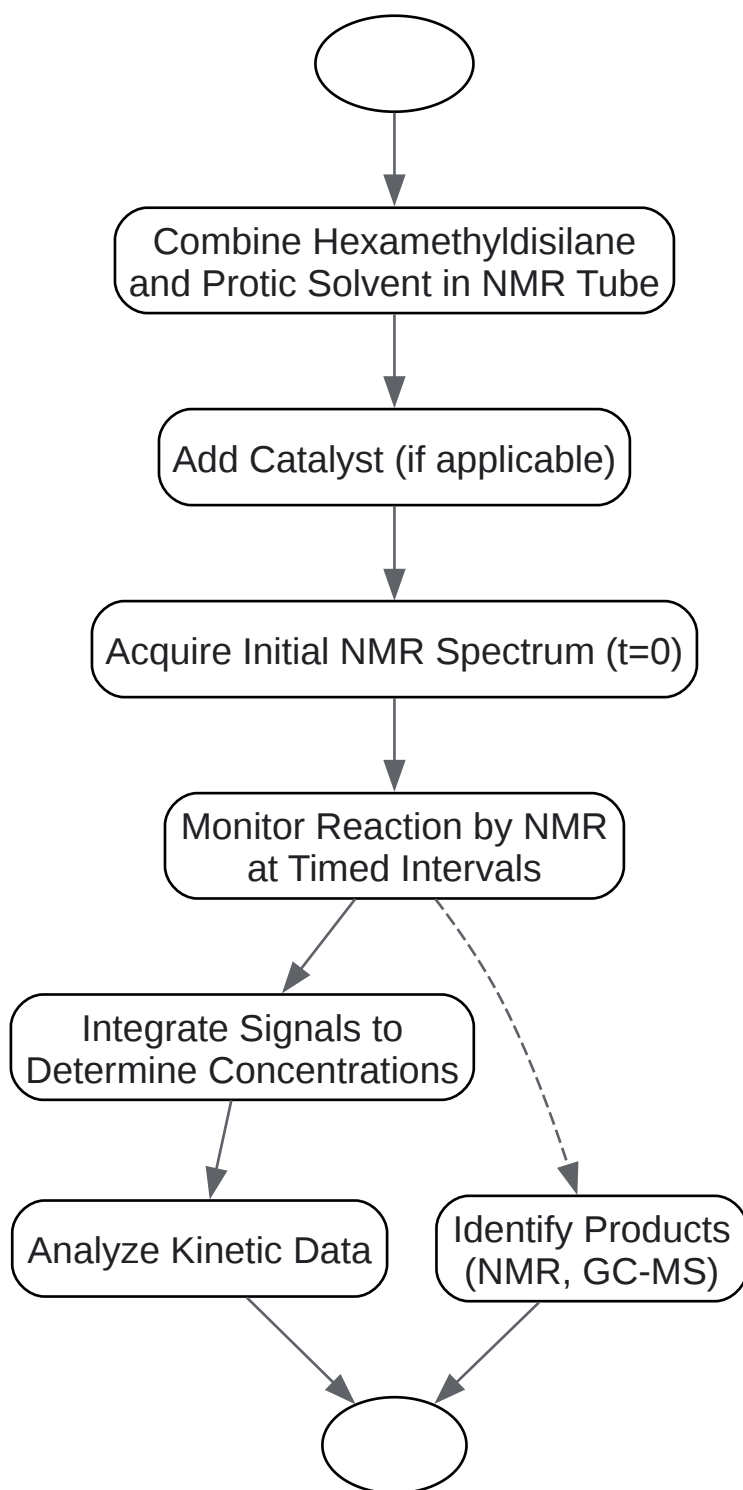 Combine Hexamethyldisilane
and Protic Solvent in NMR Tube
Add Catalyst (if applicable)
Acquire Initial NMR Spectrum (t=0)
Monitor Reaction by NMR
at Timed Intervals
Integrate Signals to
Determine Concentrations
Analyze Kinetic Data
Identify Products
(NMR, GC-MS)